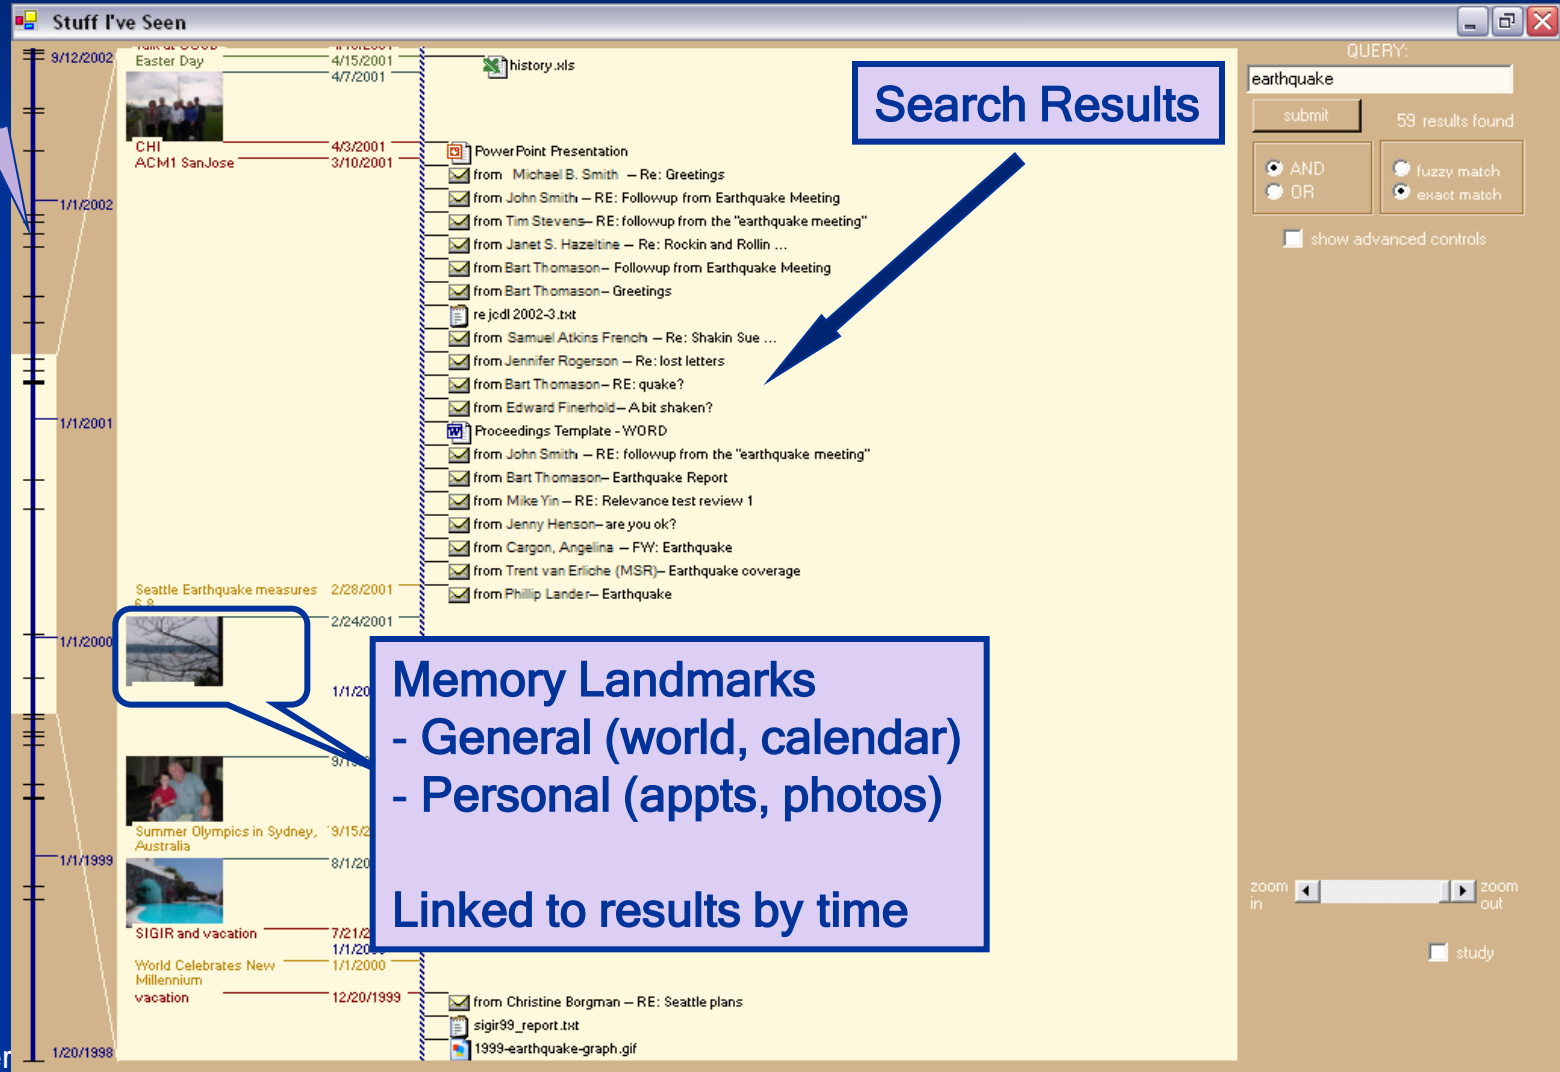 Stuff I've Seen
9/12/2002
1/1/2002
1/1/2001
1/1/2000
1/1/1999
1/20/1998
Easter Day 4/15/2001
4/7/2001
CHI 4/3/2001
ACM1 SanJose 3/10/2001
Seattle Earthquake measures 2/28/2001
6.8
2/24/2001
Summer Olympics in Sydney,
Australia
SIGIR and vacation
World Celebrates New 1/1/2000
Millennium
vacation 12/20/1999
history.xls
PowerPoint Presentation
from Michael B. Smith – Re: Greetings
from John Smith – RE: Followup from Earthquake Meeting
from Tim Stevens– RE: followup from the "earthquake meeting"
from Janet S. Hazeltine – Re: Rockin and Rollin ...
from Bart Thomason– Followup from Earthquake Meeting
from Bart Thomason– Greetings
re jcdl 2002-3.txt
from Samuel Atkins French – Re: Shakin Sue ...
from Jennifer Rogerson – Re: lost letters
from Bart Thomason– RE: quake?
from Edward Finerhold– A bit shaken?
Proceedings Template - WORD
from John Smith – RE: followup from the "earthquake meeting"
from Bart Thomason– Earthquake Report
from Mike Yin – RE: Relevance test review 1
from Jenny Henson– are you ok?
from Cargon, Angelina – FW: Earthquake
from Trent van Erliche (MSR)– Earthquake coverage
from Phillip Lander– Earthquake
from Christine Borgman – RE: Seattle plans
sigir99_report.txt
1999-earthquake-graph.gif
Search Results
Memory Landmarks
- General (world, calendar)
- Personal (appts, photos)
Linked to results by time
QUERY:
earthquake
submit 59 results found
AND
OR
fuzzy match
exact match
show advanced controls
zoom
in
zoom
out
study